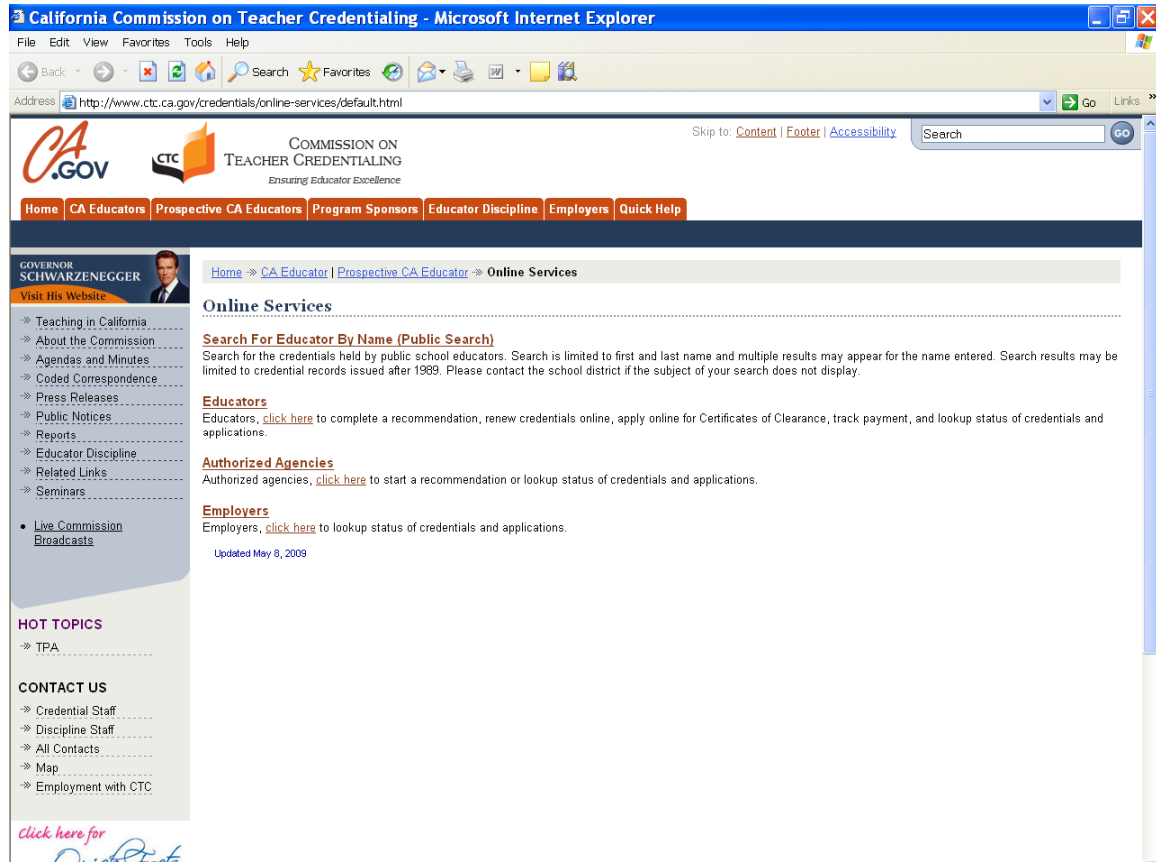 California Commission on Teacher Credentialing - Microsoft Internet Explorer
File Edit View Favorites Tools Help
Back Search Favorites
Address http://www.ctc.ca.gov/credentials/online-services/default.html Go Links »
CA.GOV
CTC
COMMISSION ON
TEACHER CREDENTIALING
Ensuring Educator Excellence
Skip to: Content | Footer | Accessibility
Search GO
Home CA Educators Prospective CA Educators Program Sponsors Educator Discipline Employers Quick Help
GOVERNOR
SCHWARZENEGGER
Visit His Website
Teaching in California
About the Commission
Agendas and Minutes
Coded Correspondence
Press Releases
Public Notices
Reports
Educator Discipline
Related Links
Seminars
Live Commission
Broadcasts
HOT TOPICS
TPA
CONTACT US
Credential Staff
Discipline Staff
All Contacts
Map
Employment with CTC
Click here for
Home CA Educator | Prospective CA Educator Online Services
Online Services
Search For Educator By Name (Public Search)
Search for the credentials held by public school educators. Search is limited to first and last name and multiple results may appear for the name entered. Search results may be
limited to credential records issued after 1989. Please contact the school district if the subject of your search does not display.
Educators
Educators, click here to complete a recommendation, renew credentials online, apply online for Certificates of Clearance, track payment, and lookup status of credentials and
applications.
Authorized Agencies
Authorized agencies, click here to start a recommendation or lookup status of credentials and applications.
Employers
Employers, click here to lookup status of credentials and applications.
Updated May 8, 2009